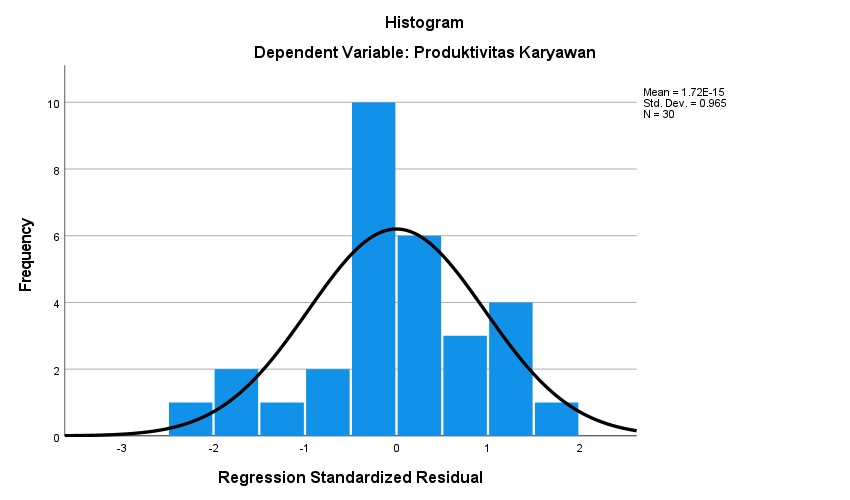 Histogram
Dependent Variable: Produktivitas Karyawan
Mean = 1.72E-15
Std. Dev. = 0.965
N = 30
Frequency
10
8
6
4
2
0
-3 -2 -1 0 1 2
Regression Standardized Residual